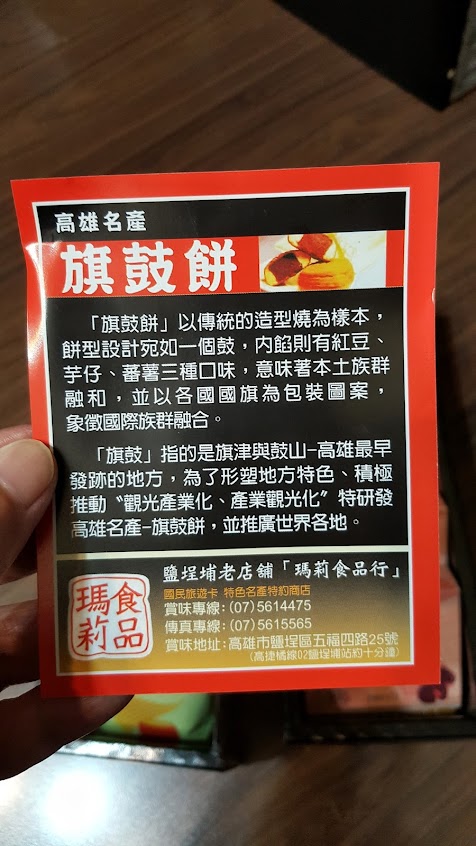 高雄名產
旗鼓餅
「旗鼓餅」以傳統的造型燒為樣本，
餅型設計宛如一個鼓，內餡則有紅豆、
芋仔、番薯三種口味，意味著本土族群
融和，並以各國國旗為包裝圖案，
象徵國際族群融合。
「旗鼓」指的是旗津與鼓山-高雄最早
發跡的地方，為了形塑地方特色、積極
推動〝觀光產業化、產業觀光化〞特研發
高雄名產-旗鼓餅，並推廣世界各地。
鹽埕埔老店舖「瑪莉食品行」
國民旅遊卡 特色名產特約商店
賞味專線:(07)5614475
傳真專線:(07)5615565
賞味地址:高雄市鹽埕區五福四路25號
(高捷橘線O2鹽埕埔站約十分鐘)
瑪莉食品